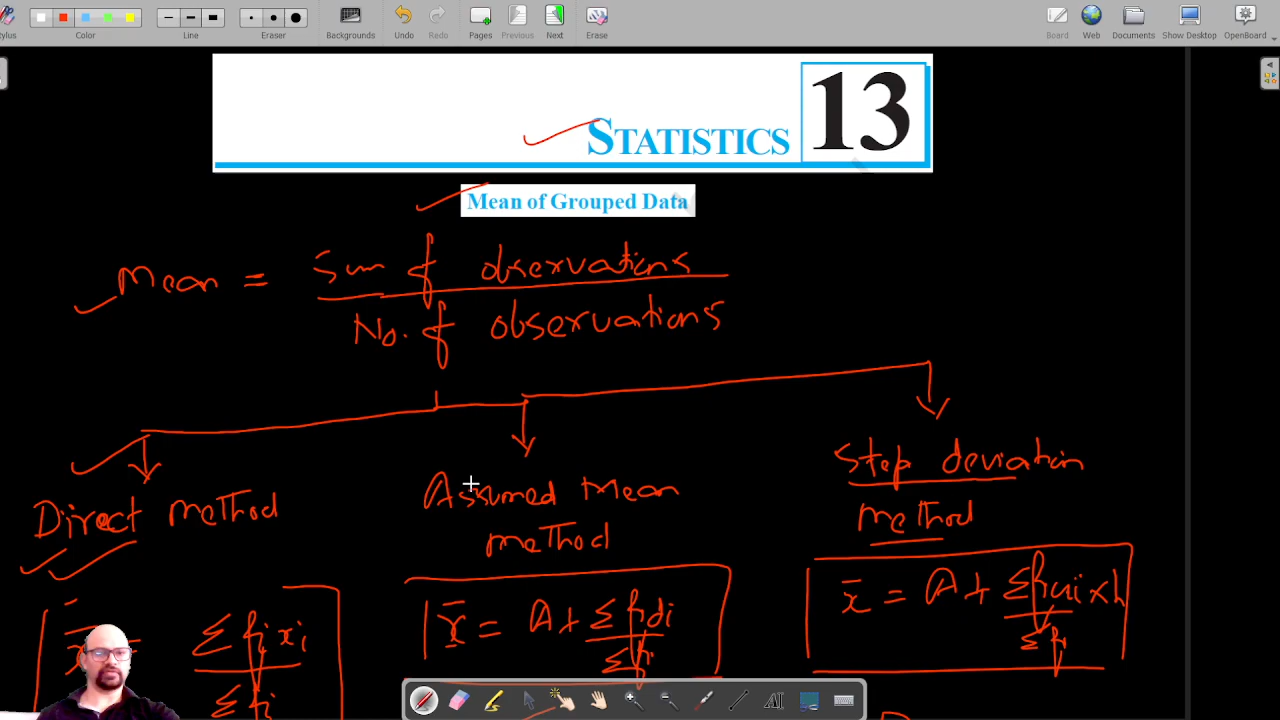 tylus
Color
Line
Eraser
Backgrounds
Undo
Redo
Pages
Previous
Next
Erase
Board
Web
Documents
Show Desktop
OpenBoard
STATISTICS 13
Mean of Grouped Data
Mean = Sum of observations
No. of observations
Direct method
Assumed Mean
method
Step deviation
method
x̄ = Σfixi
Σfi
x̄ = A + Σfidi
Σfi
x̄ = A + Σfiui × h
Σfi